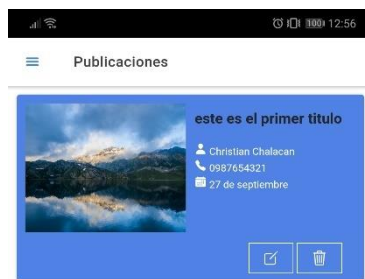 100 12:56
Publicaciones
este es el primer titulo
Christian Chalacan
0987654321
27 de septiembre